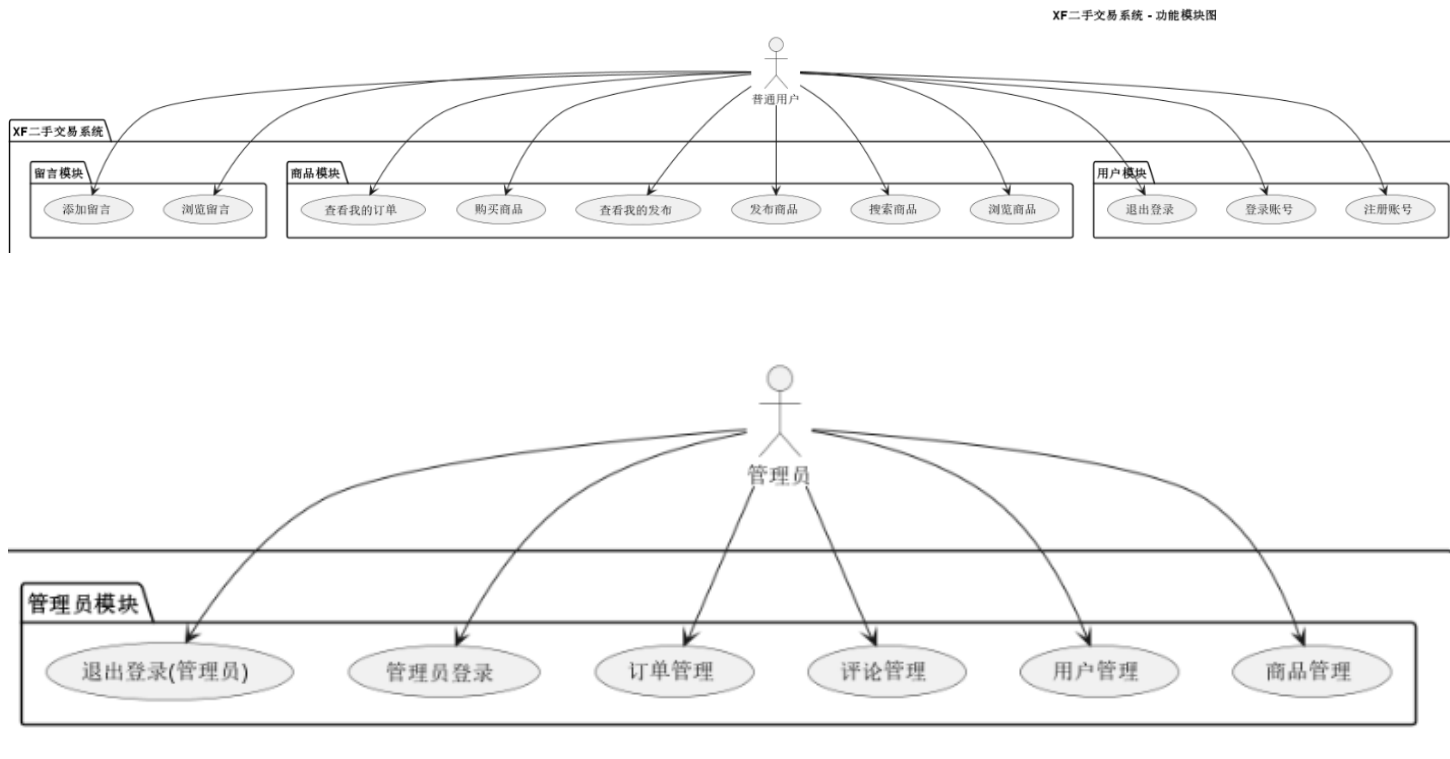 XF二手交易系统 - 功能模块图
普通用户
XF二手交易系统
留言模块
添加留言
浏览留言
商品模块
查看我的订单
购买商品
查看我的发布
发布商品
搜索商品
浏览商品
用户模块
退出登录
登录账号
注册账号
管理员
管理员模块
退出登录(管理员)
管理员登录
订单管理
评论管理
用户管理
商品管理